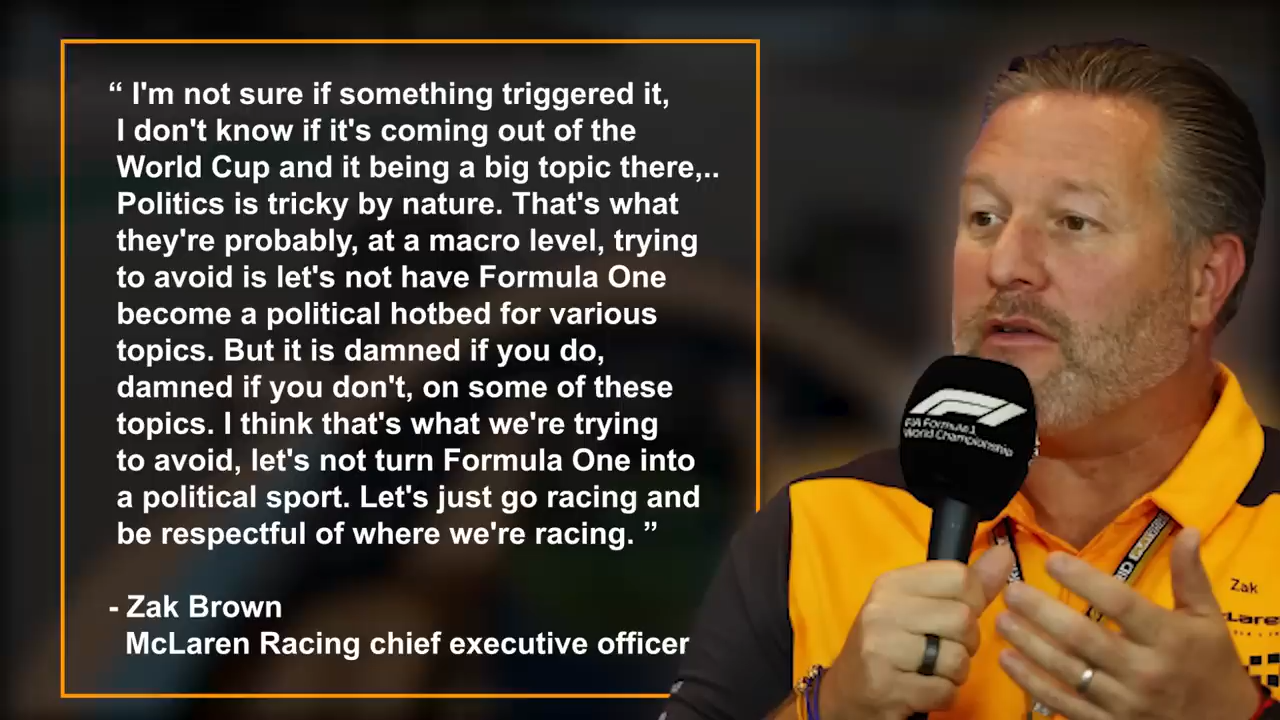 “ I'm not sure if something triggered it,
I don't know if it's coming out of the
World Cup and it being a big topic there,..
Politics is tricky by nature. That's what
they're probably, at a macro level, trying
to avoid is let's not have Formula One
become a political hotbed for various
topics. But it is damned if you do,
damned if you don't, on some of these
topics. I think that's what we're trying
to avoid, let's not turn Formula One into
a political sport. Let's just go racing and
be respectful of where we're racing. ”
- Zak Brown
McLaren Racing chief executive officer
F1
FIA Formula 1
World Championship
Zak